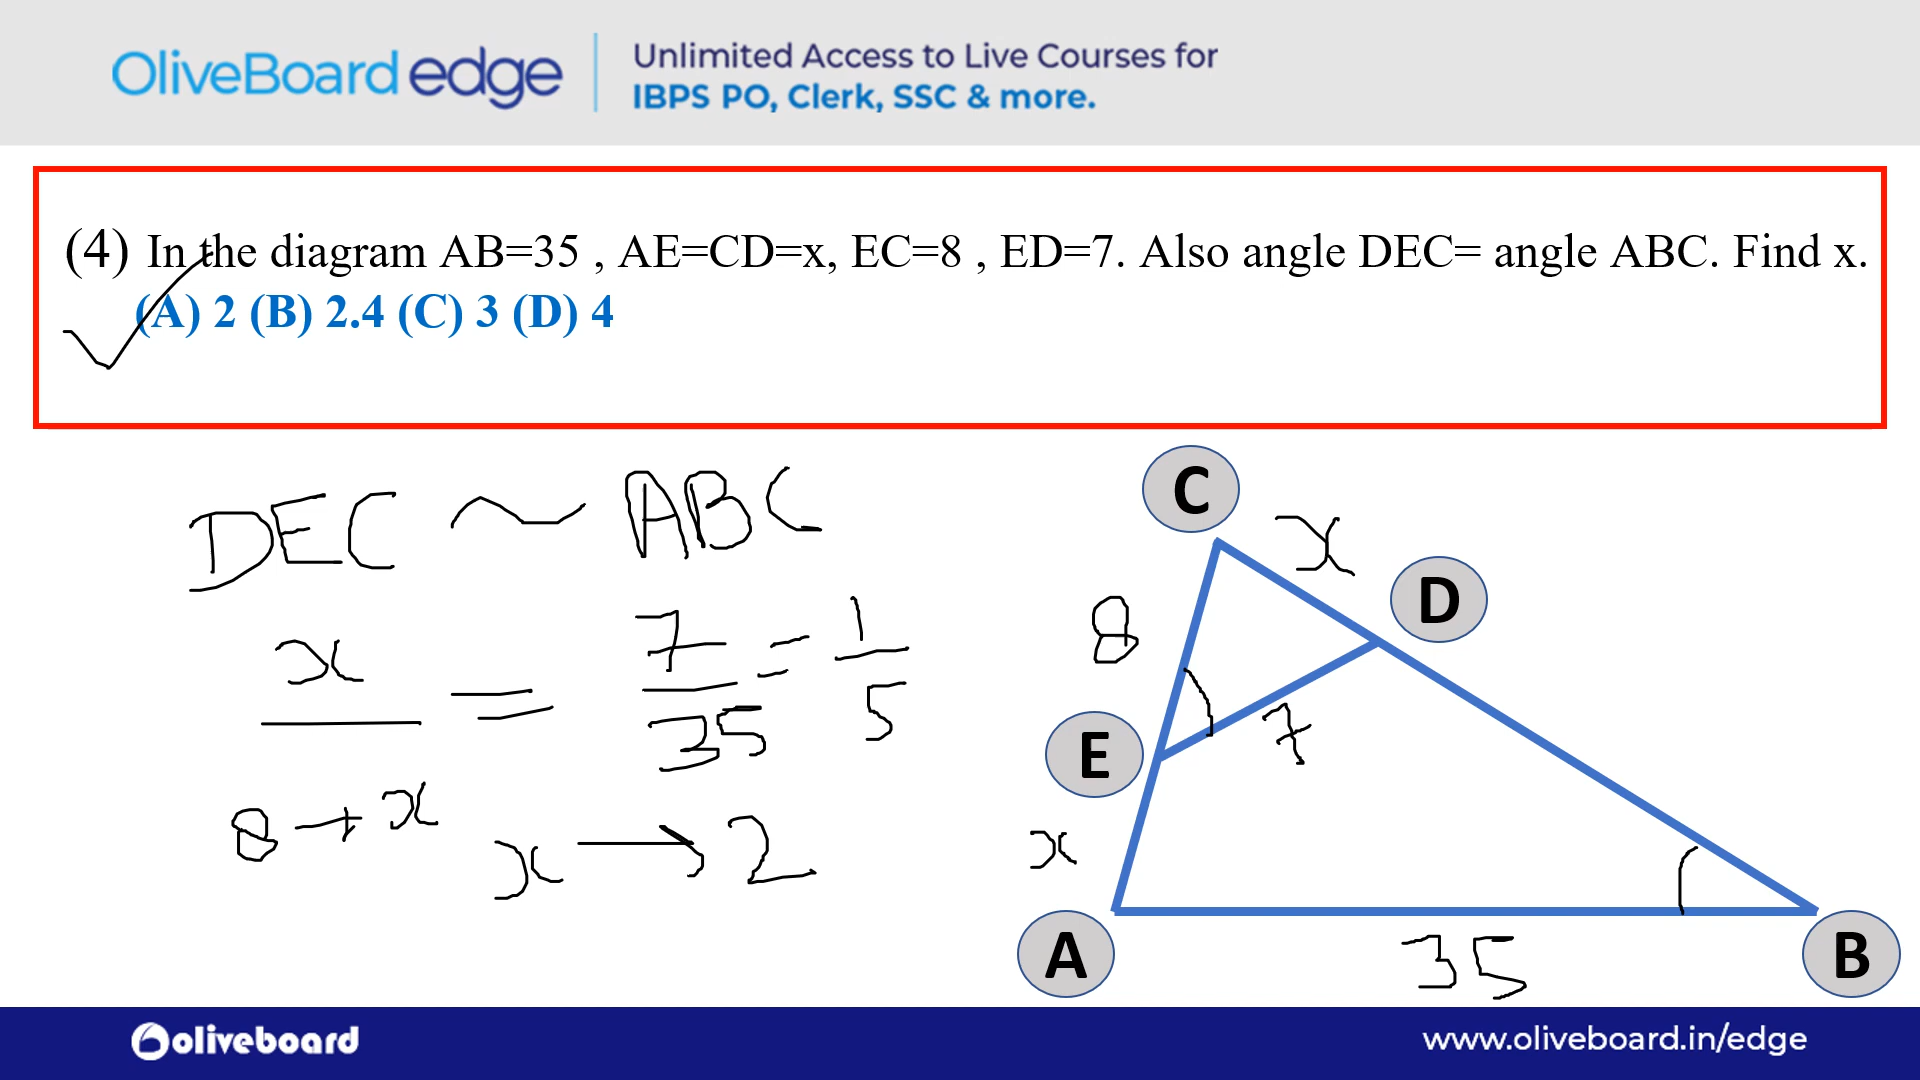 OliveBoard edge
Unlimited Access to Live Courses for
IBPS PO, Clerk, SSC & more.
(4) In the diagram AB=35 , AE=CD=x, EC=8 , ED=7. Also angle DEC= angle ABC. Find x.
(A) 2 (B) 2.4 (C) 3 (D) 4
DEC ~ ABC
x / 8+x = 7/35 = 1/5
x → 2
C
x
D
8
E
7
x
A
35
B
oliveboard
www.oliveboard.in/edge